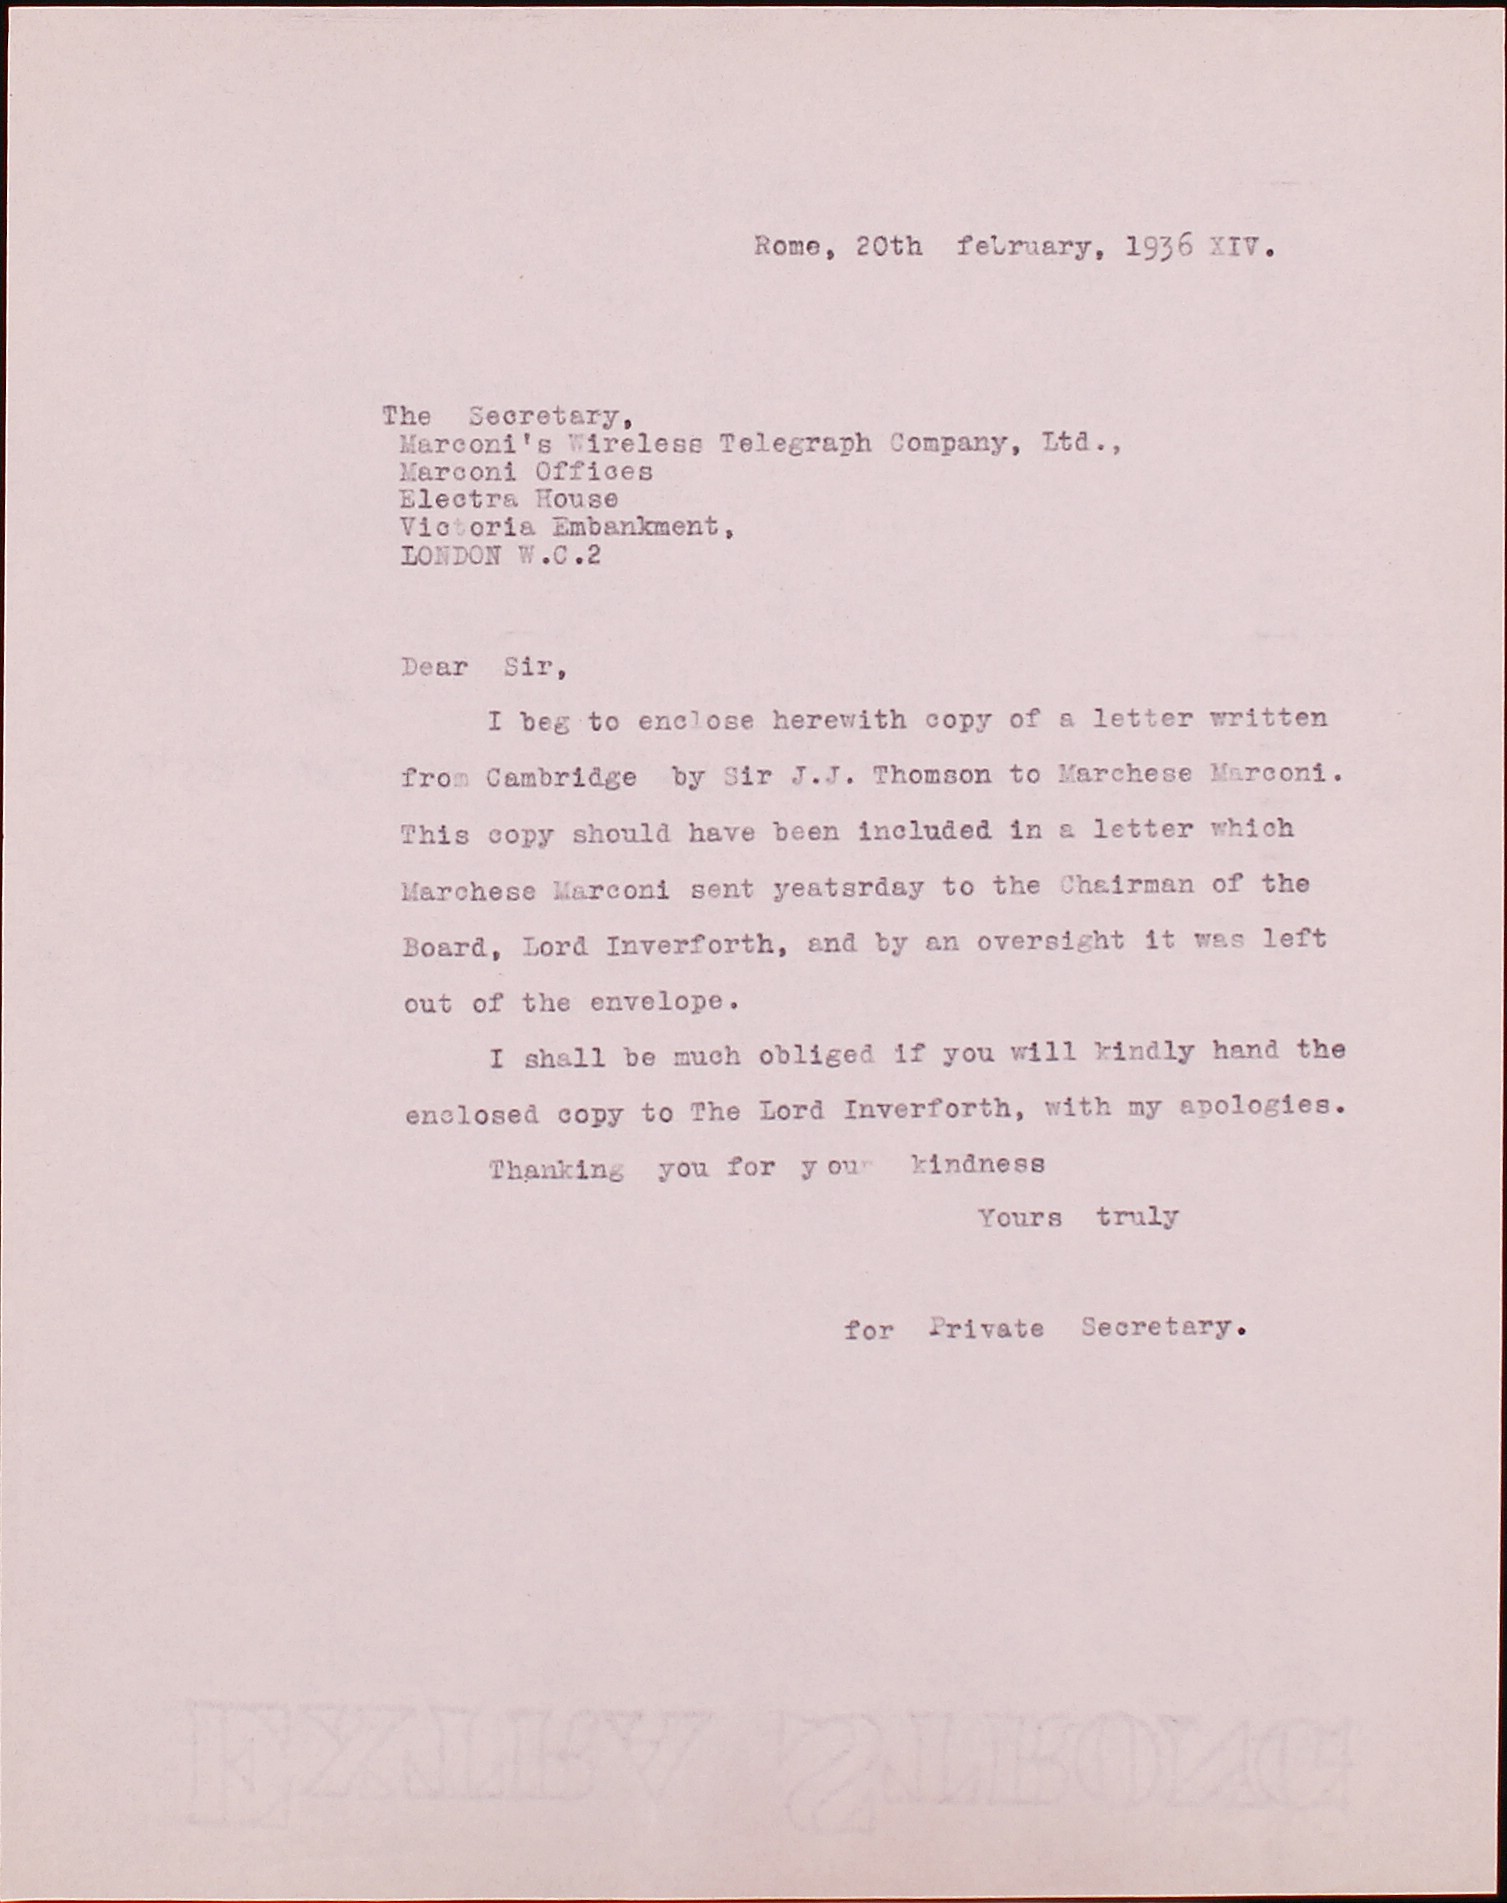 Rome, 20th february, 1936 XIV.
The Secretary,
Marconi's Wireless Telegraph Company, Ltd.,
Marconi Offices
Electra House
Victoria Embankment,
LONDON W.C.2
Dear Sir,
I beg to enclose herewith copy of a letter written
from Cambridge by Sir J.J. Thomson to Marchese Marconi.
This copy should have been included in a letter which
Marchese Marconi sent yeatsrday to the Chairman of the
Board, Lord Inverforth, and by an oversight it was left
out of the envelope.
I shall be much obliged if you will kindly hand the
enclosed copy to The Lord Inverforth, with my apologies.
Thanking you for your kindness
Yours truly
for Private Secretary.
EXTRA STRONG